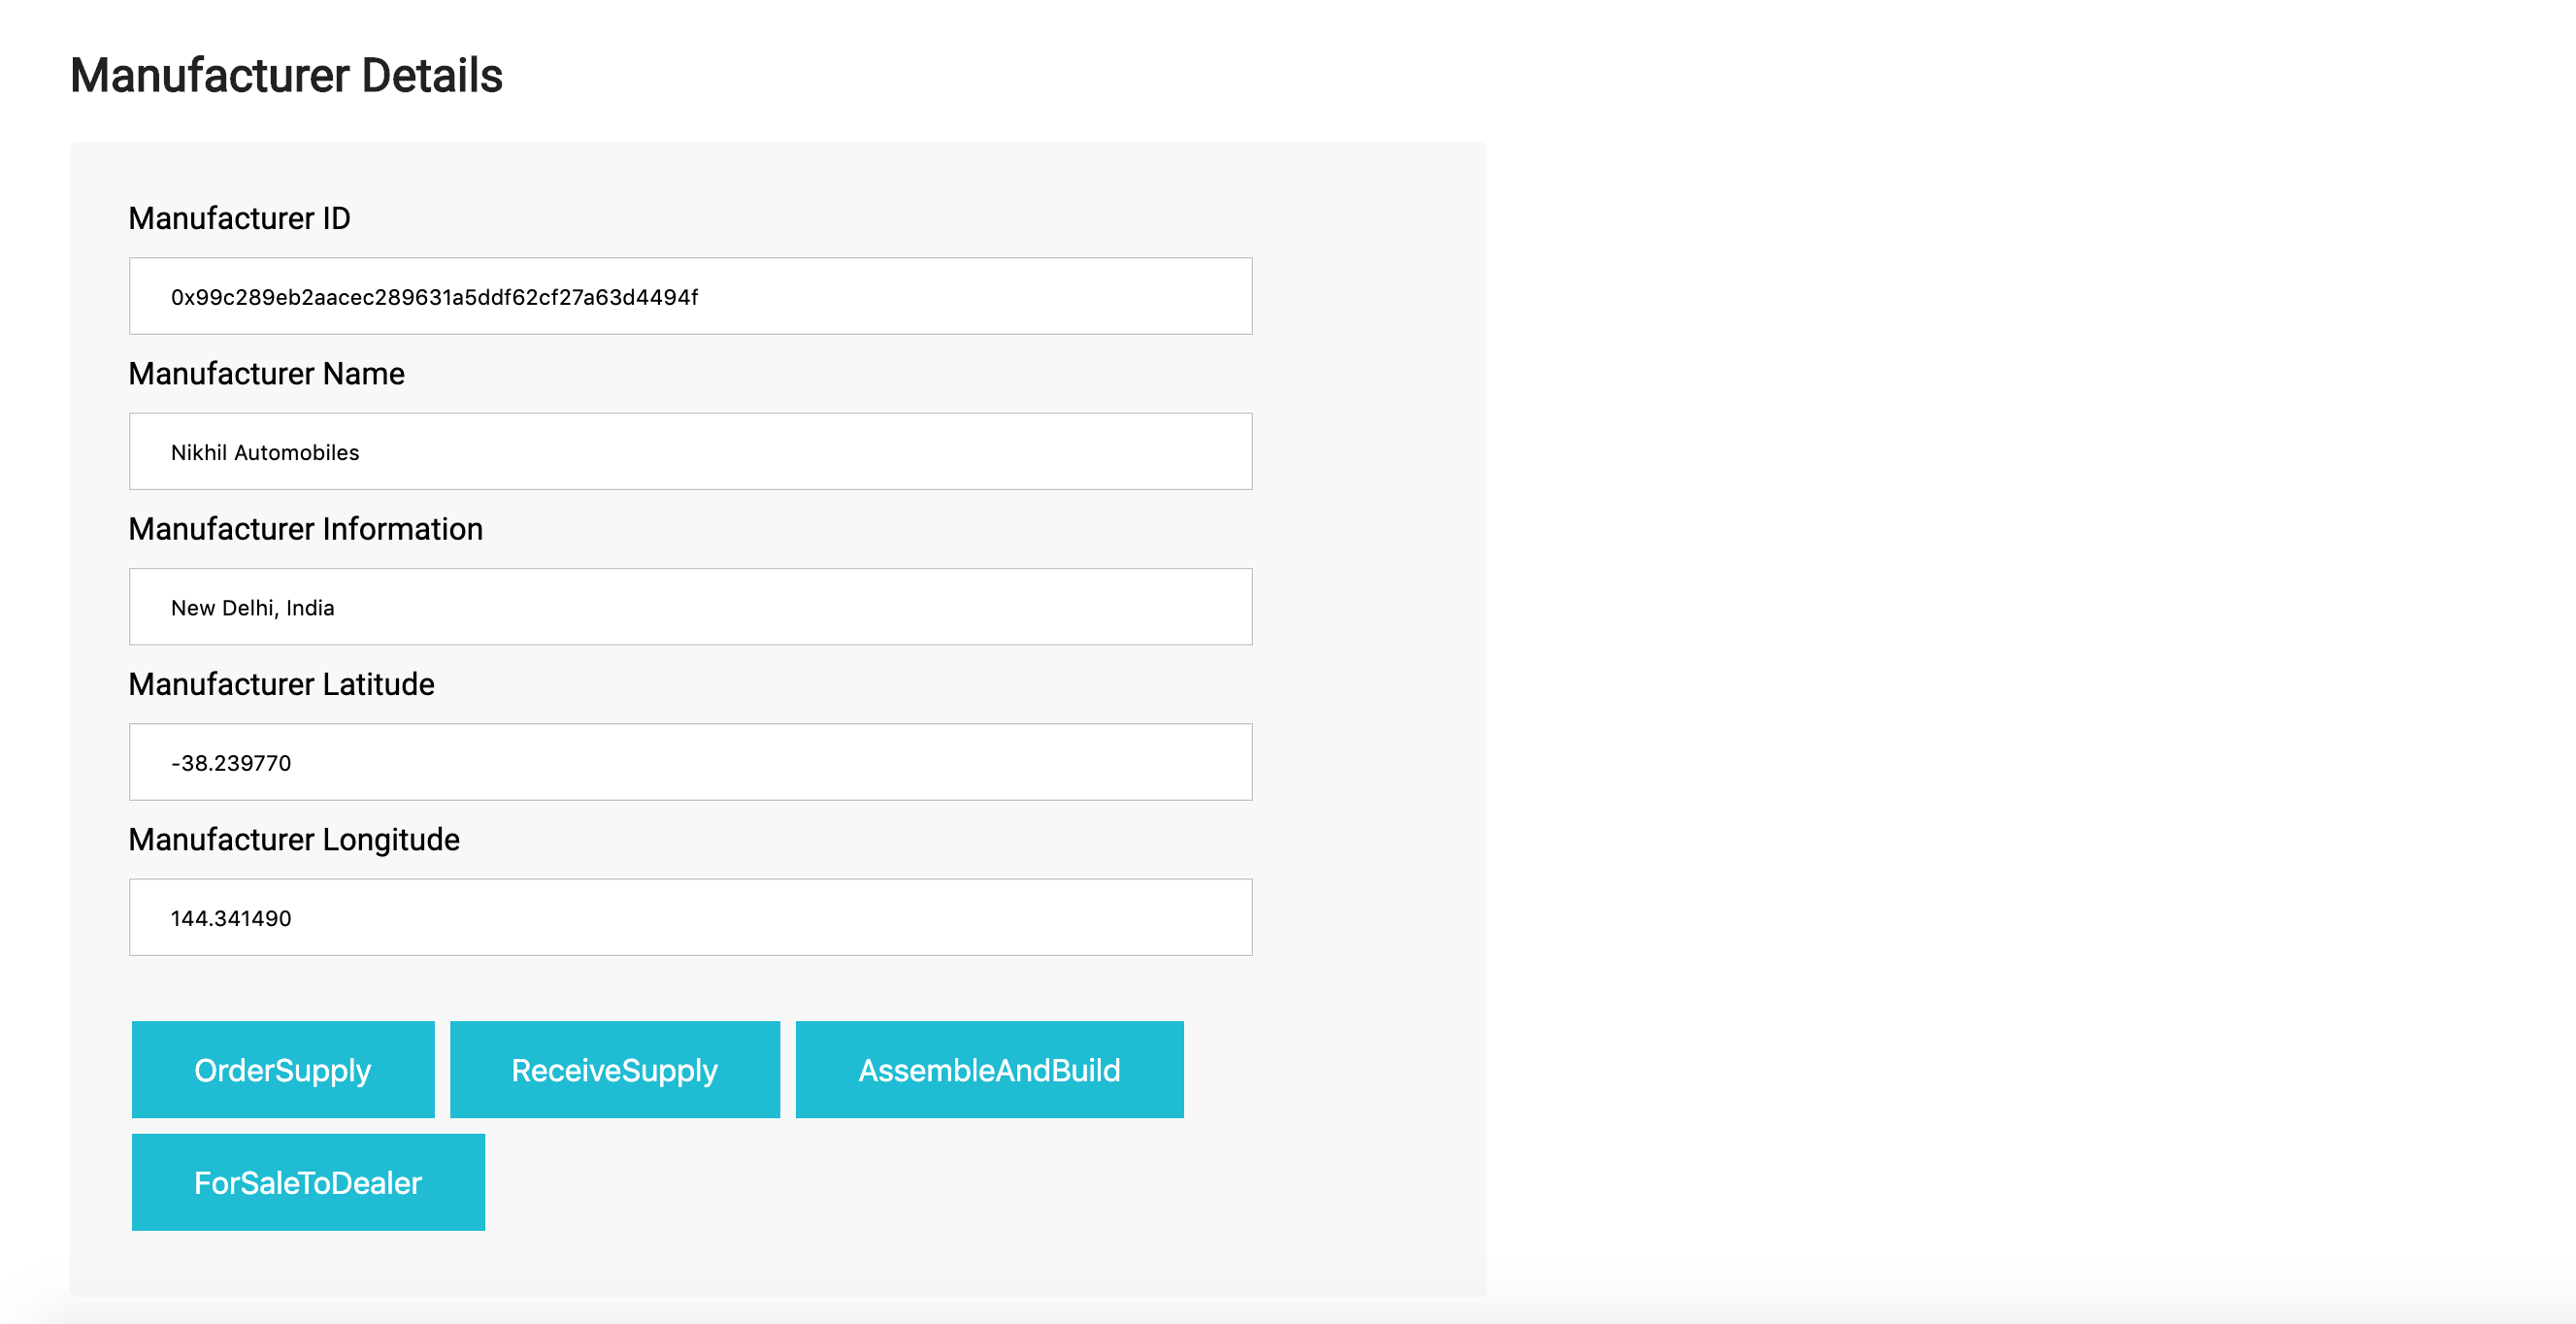 Manufacturer Details
Manufacturer ID
0x99c289eb2aacec289631a5ddf62cf27a63d4494f
Manufacturer Name
Nikhil Automobiles
Manufacturer Information
New Delhi, India
Manufacturer Latitude
-38.239770
Manufacturer Longitude
144.341490
OrderSupply ReceiveSupply AssembleAndBuild
ForSaleToDealer